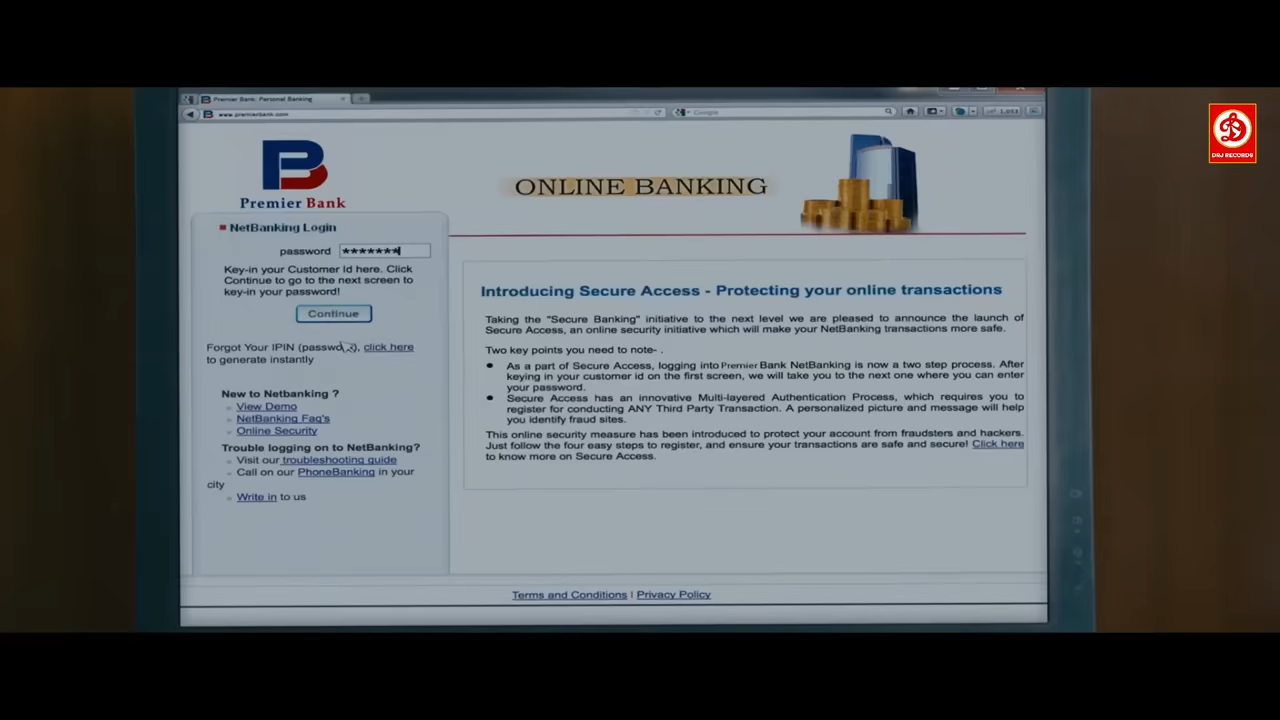 Premier Bank: Personal Banking
www.premierbank.com
Google
1,053
DRJ RECORDS
Premier Bank
ONLINE BANKING
NetBanking Login
password *******
Key-in your Customer Id here. Click
Continue to go to the next screen to
key-in your password!
Continue
Forgot Your IPIN (password), click here
to generate instantly
New to Netbanking ?
View Demo
NetBanking Faq's
Online Security
Trouble logging on to NetBanking?
Visit our troubleshooting guide
Call on our PhoneBanking in your
city
Write in to us
Introducing Secure Access - Protecting your online transactions
Taking the "Secure Banking" initiative to the next level we are pleased to announce the launch of
Secure Access, an online security initiative which will make your NetBanking transactions more safe.
Two key points you need to note- .
As a part of Secure Access, logging into Premier Bank NetBanking is now a two step process. After
keying in your customer id on the first screen, we will take you to the next one where you can enter
your password.
Secure Access has an innovative Multi-layered Authentication Process, which requires you to
register for conducting ANY Third Party Transaction. A personalized picture and message will help
you identify fraud sites.
This online security measure has been introduced to protect your account from fraudsters and hackers.
Just follow the four easy steps to register, and ensure your transactions are safe and secure! Click here
to know more on Secure Access.
Terms and Conditions | Privacy Policy